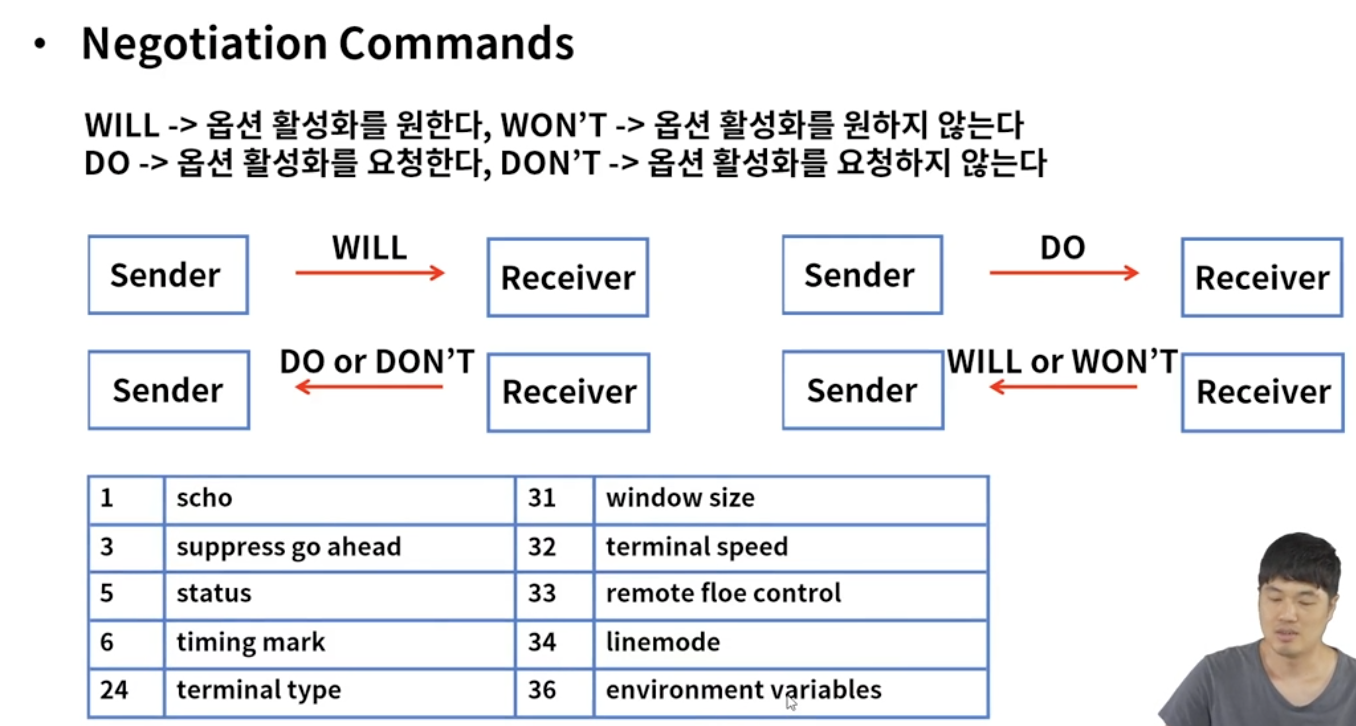 • Negotiation Commands
WILL -> 옵션 활성화를 원한다, WON’T -> 옵션 활성화를 원하지 않는다
DO -> 옵션 활성화를 요청한다, DON’T -> 옵션 활성화를 요청하지 않는다
Sender WILL Receiver
Sender DO Receiver
Sender DO or DON’T Receiver
Sender WILL or WON’T Receiver
1 scho 31 window size
3 suppress go ahead 32 terminal speed
5 status 33 remote floe control
6 timing mark 34 linemode
24 terminal type 36 environment variables